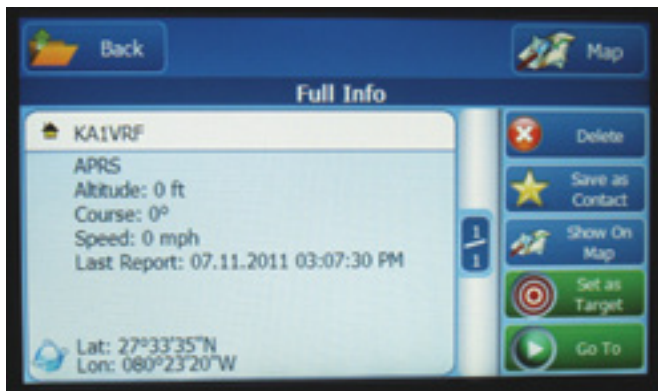 Back
Map
Full Info
KA1VRF
APRS
Altitude: 0 ft
Course: 0°
Speed: 0 mph
Last Report: 07.11.2011 03:07:30 PM
Lat: 27°33'35"N
Lon: 080°23'20"W
1
1
Delete
Save as
Contact
Show On
Map
Set as
Target
Go To